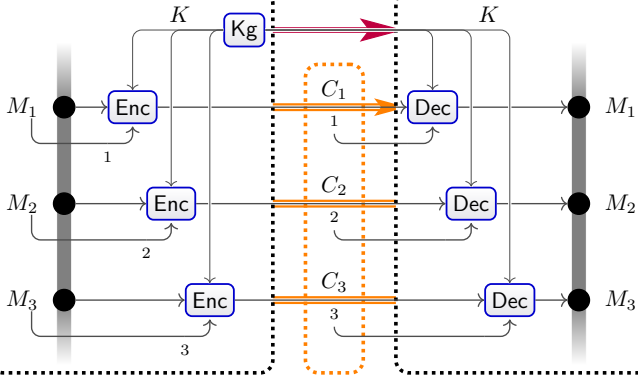 K Kg K
C₁
M₁ Enc Dec M₁
1
1
C₂
M₂ Enc Dec M₂
2
2
C₃
M₃ Enc Dec M₃
3
3